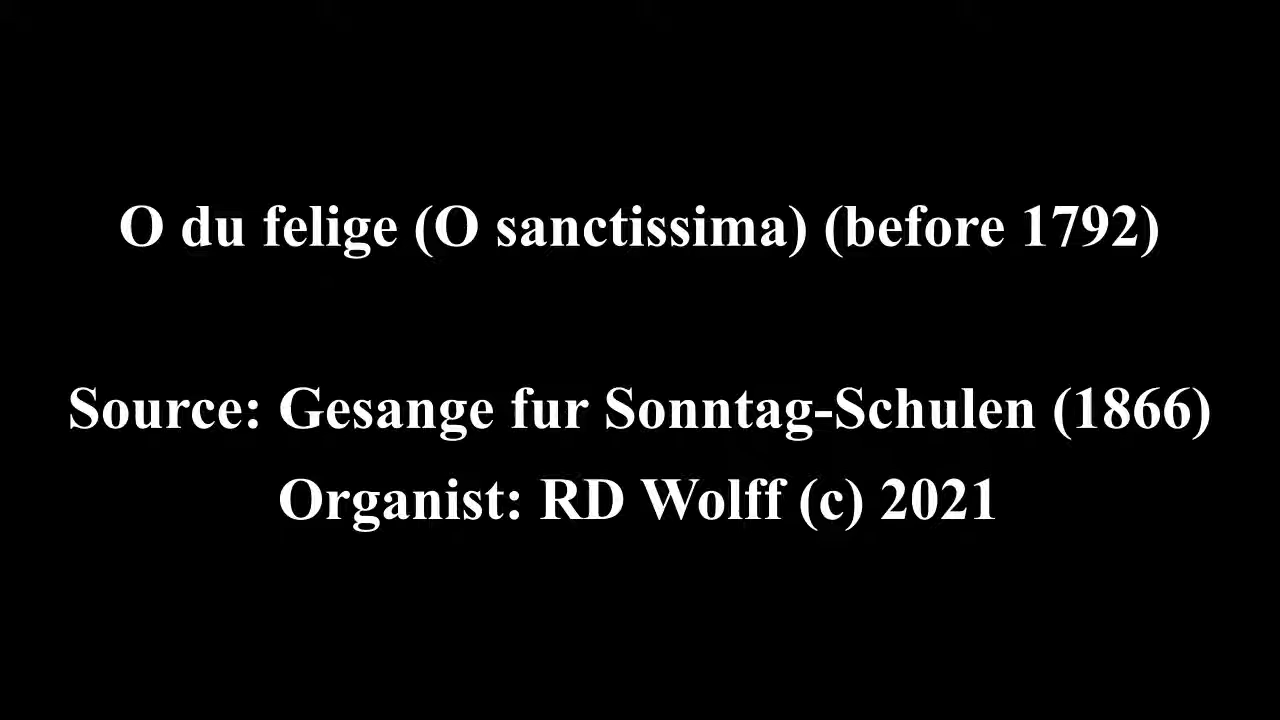 O du felige (O sanctissima) (before 1792)
Source: Gesange fur Sonntag-Schulen (1866)
Organist: RD Wolff (c) 2021